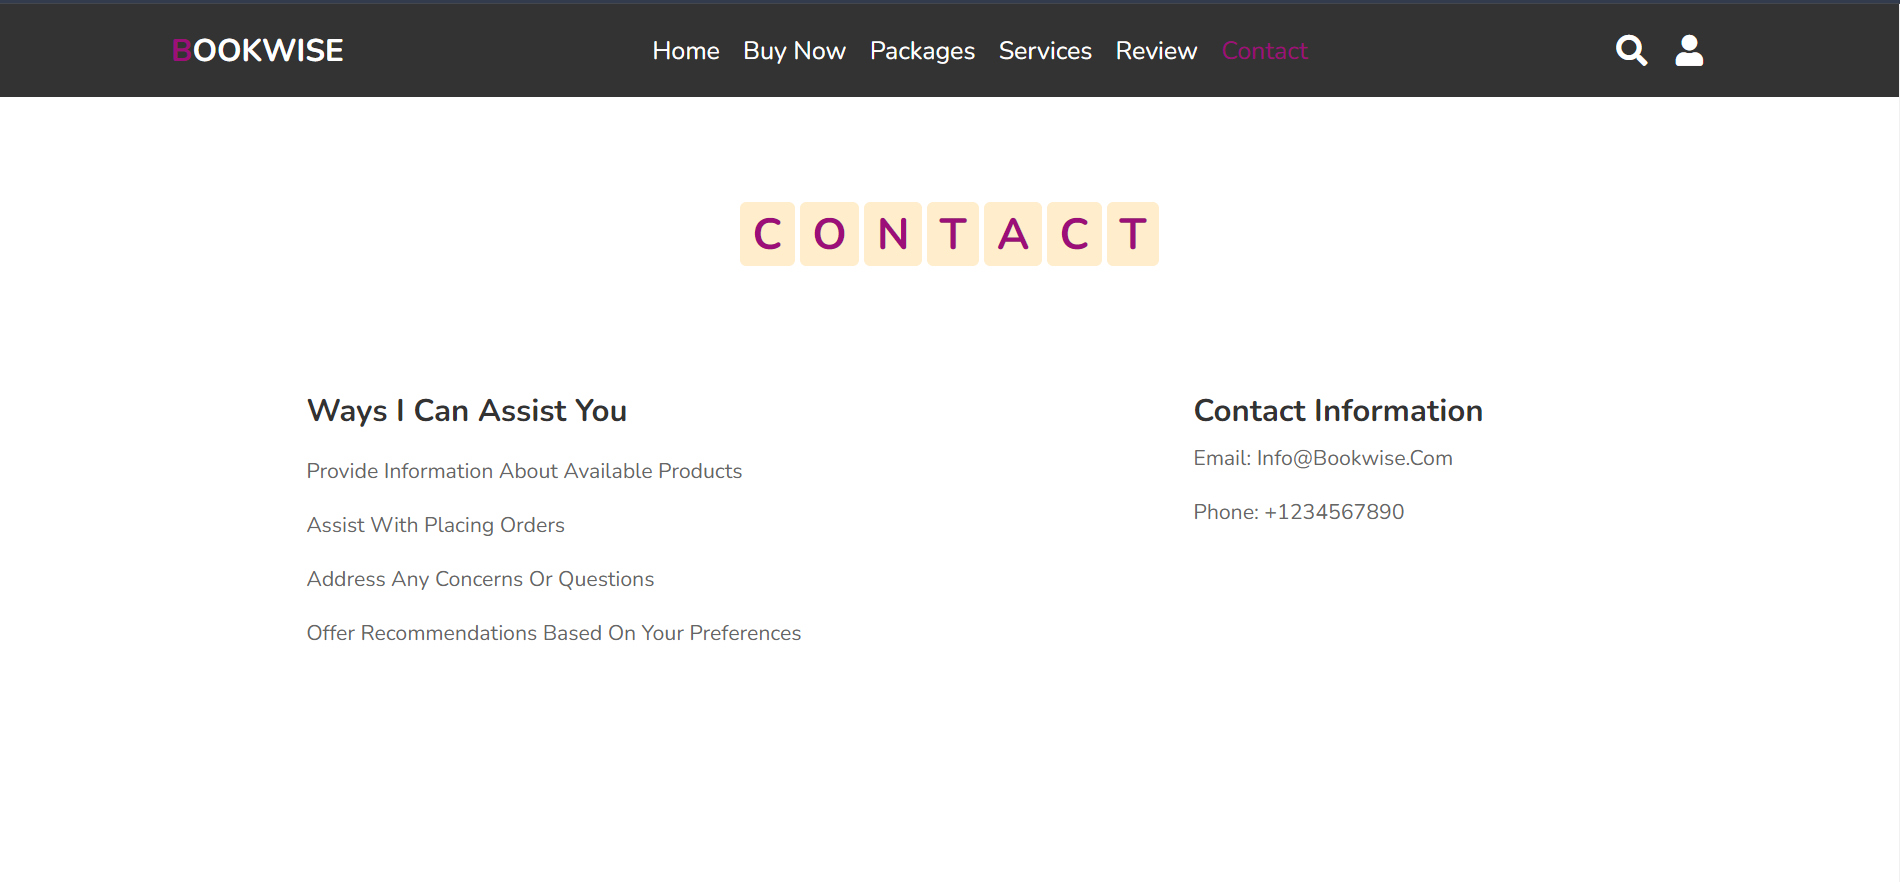 BOOKWISE Home Buy Now Packages Services Review Contact
CONTACT
Ways I Can Assist You
Provide Information About Available Products
Assist With Placing Orders
Address Any Concerns Or Questions
Offer Recommendations Based On Your Preferences
Contact Information
Email: Info@Bookwise.Com
Phone: +1234567890